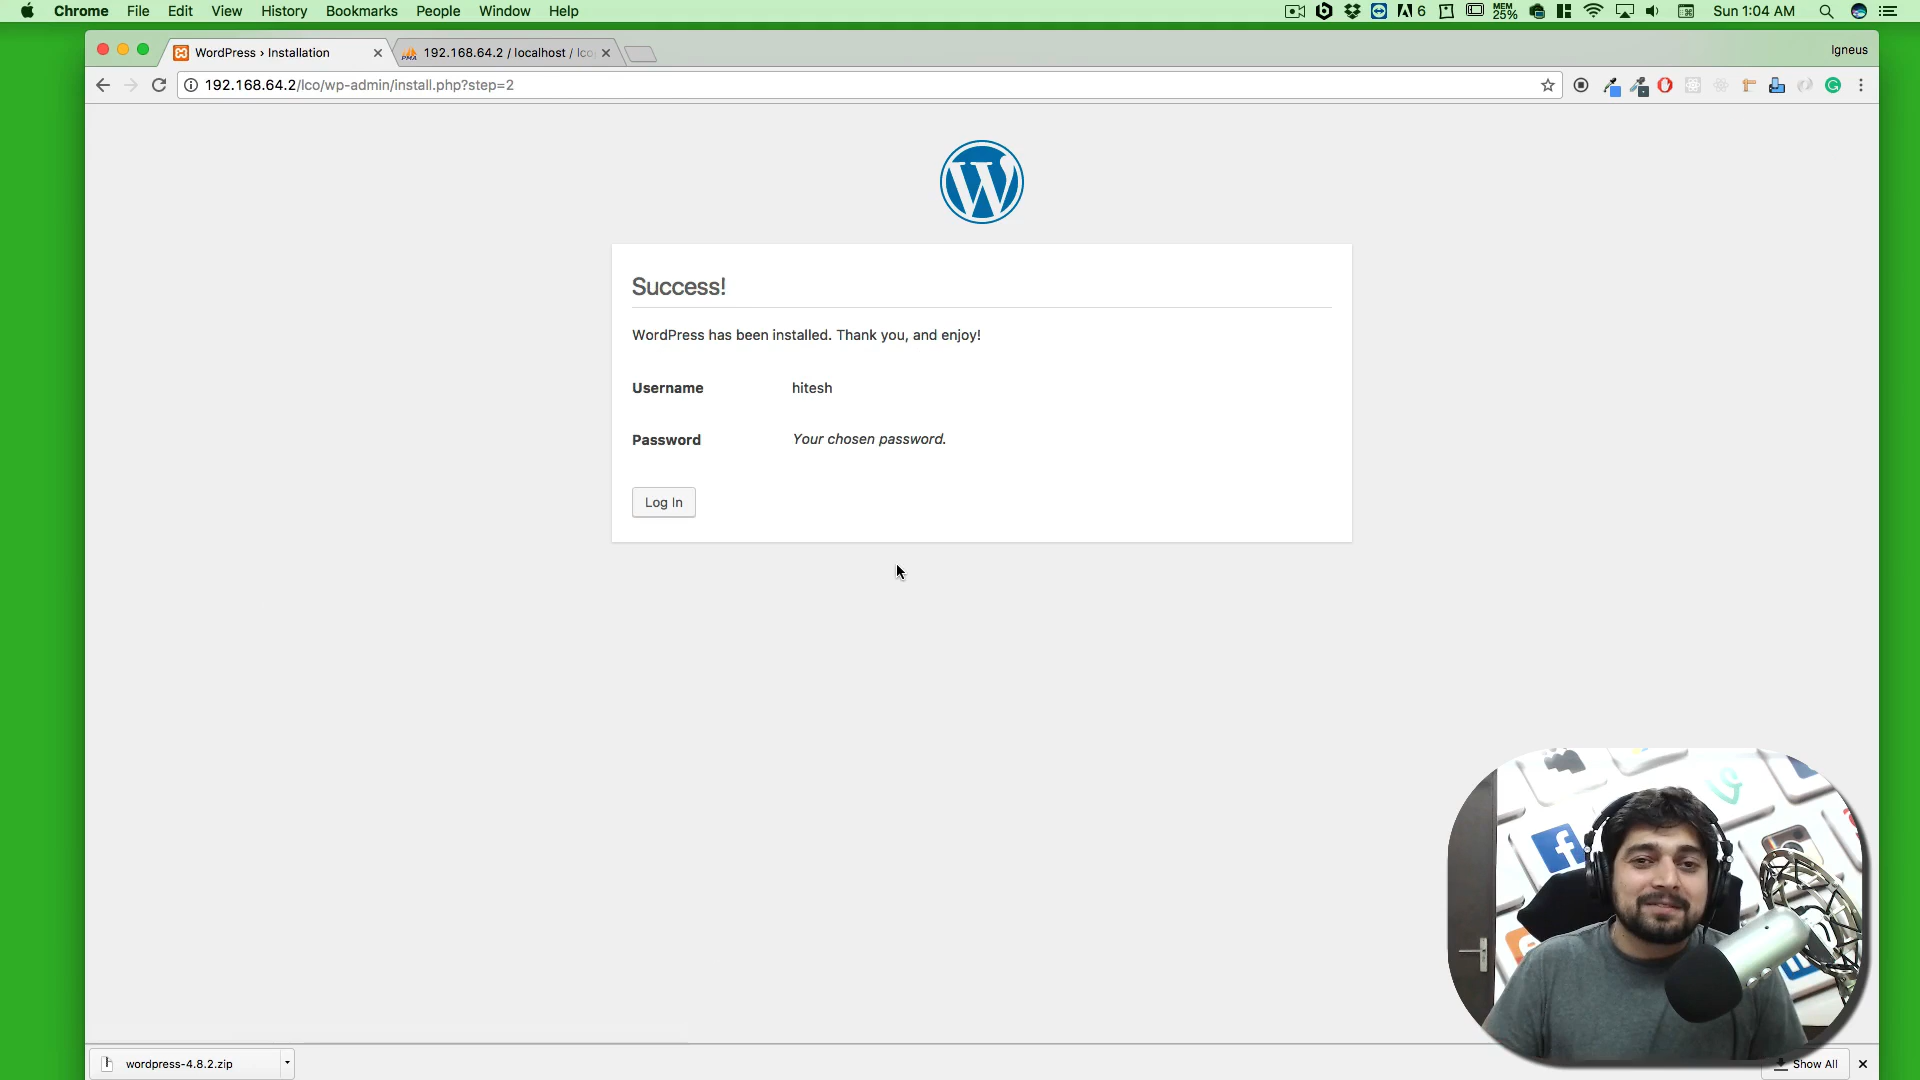 Chrome File Edit View History Bookmarks People Window Help
6 MEM 25% Sun 1:04 AM
WordPress › Installation
192.168.64.2 / localhost / lco
Igneus
192.168.64.2/lco/wp-admin/install.php?step=2
Success!
WordPress has been installed. Thank you, and enjoy!
Username hitesh
Password Your chosen password.
Log In
wordpress-4.8.2.zip
Show All